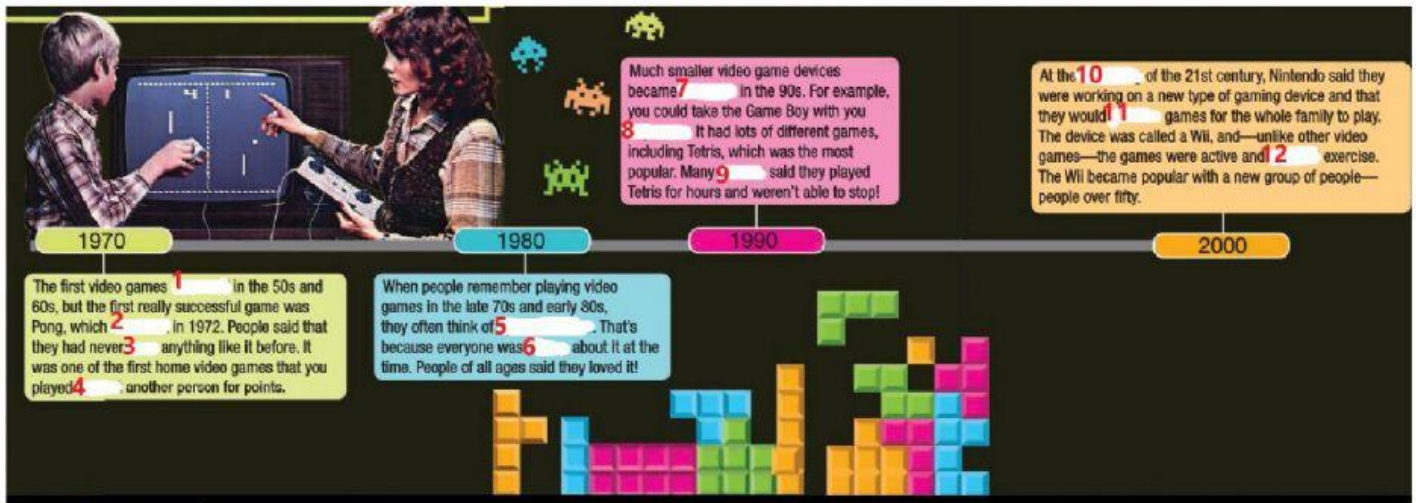 1970
The first video games 1 in the 50s and
60s, but the first really successful game was
Pong, which 2 in 1972. People said that
they had never 3 anything like it before. It
was one of the first home video games that you
played 4 another person for points.
1980
When people remember playing video
games in the late 70s and early 80s,
they often think of 5 . That's
because everyone was 6 about it at the
time. People of all ages said they loved it!
Much smaller video game devices
became 7 in the 90s. For example,
you could take the Game Boy with you
8 It had lots of different games,
including Tetris, which was the most
popular. Many 9 said they played
Tetris for hours and weren't able to stop!
1990
At the 10 of the 21st century, Nintendo said they
were working on a new type of gaming device and that
they would 11 games for the whole family to play.
The device was called a Wii, and—unlike other video
games—the games were active and 12 exercise.
The Wii became popular with a new group of people—
people over fifty.
2000